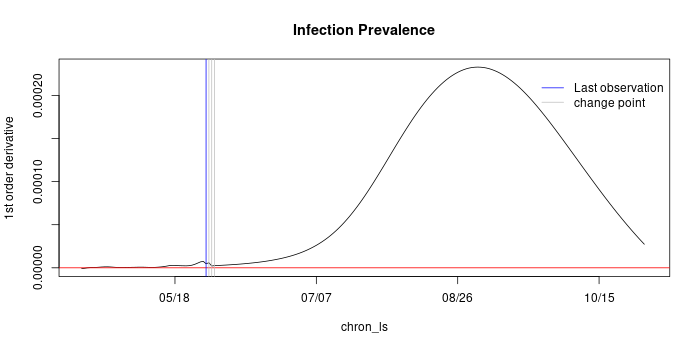 Infection Prevalence
1st order derivative
0.00020
0.00010
0.00000
Last observation
change point
05/18
07/07
08/26
10/15
chron_ls